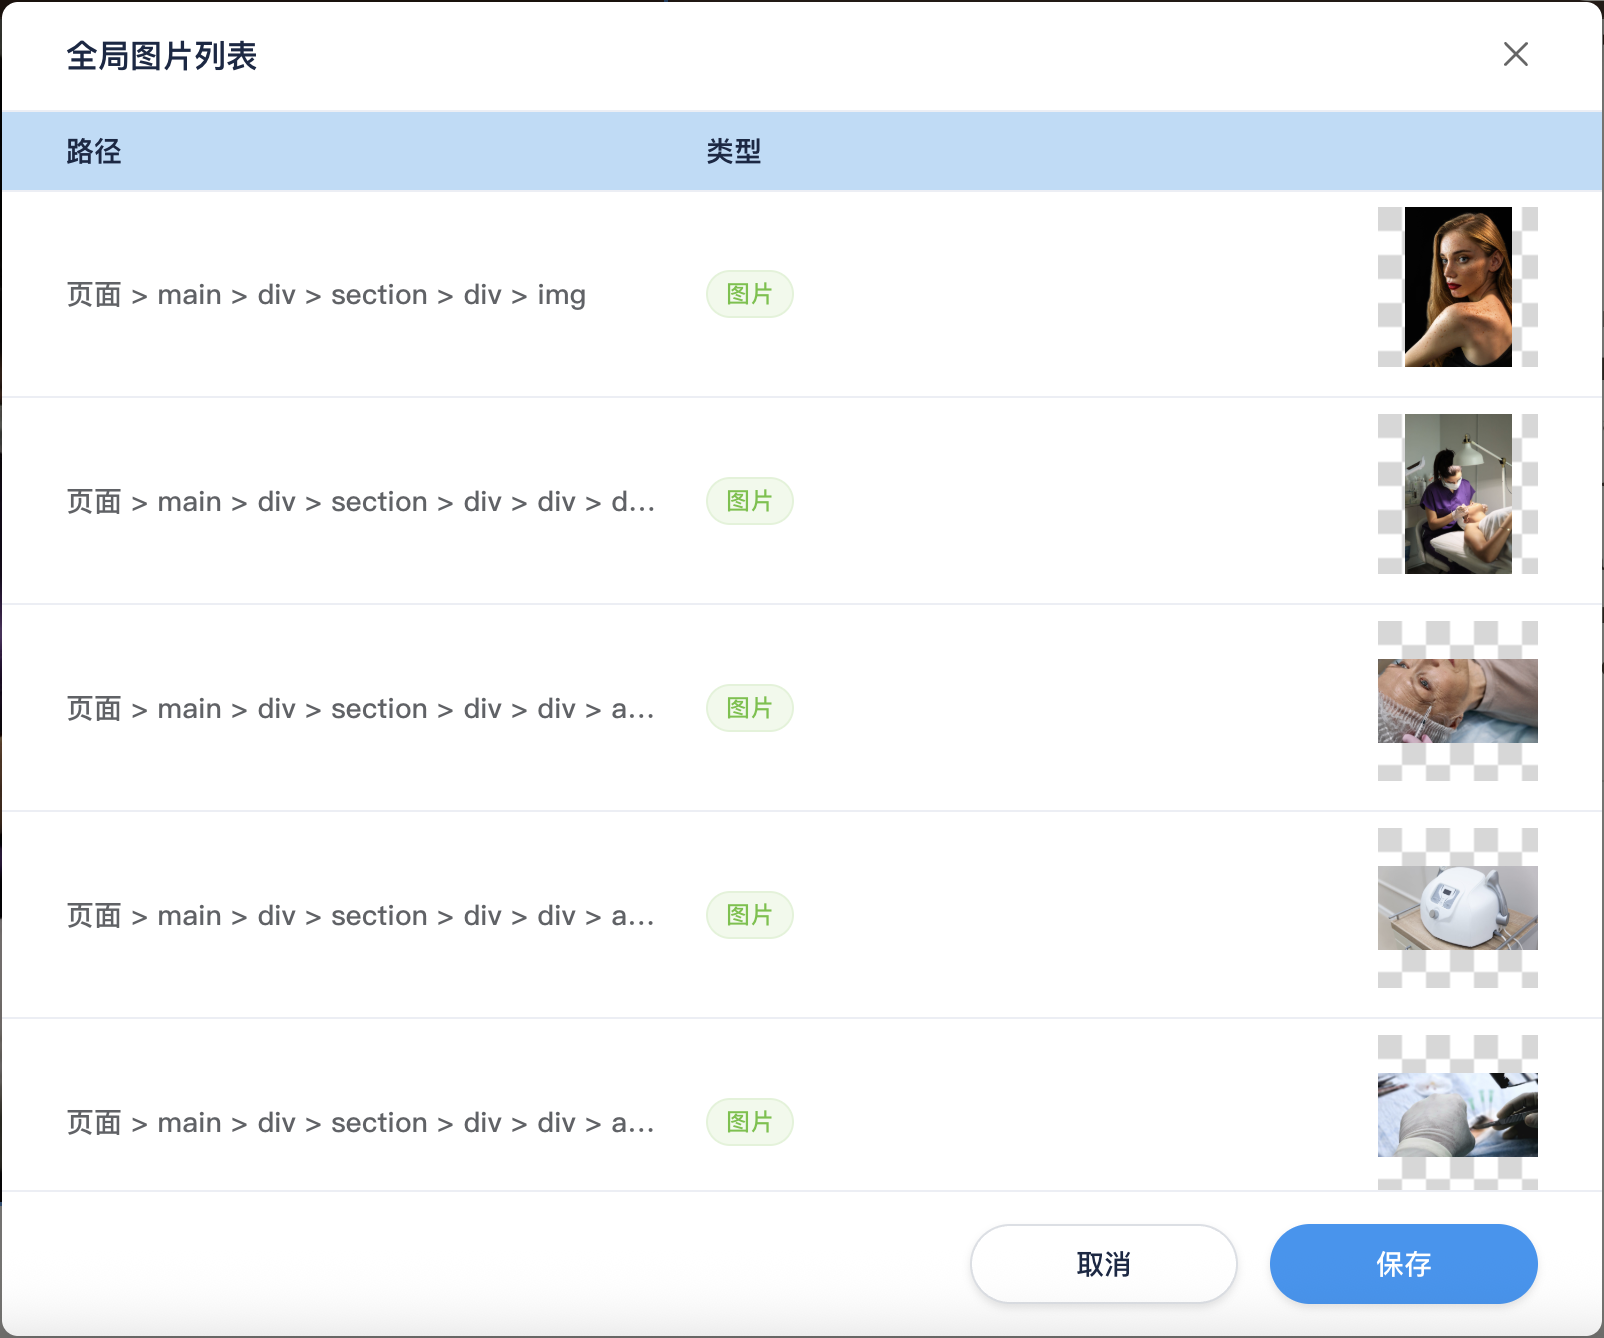 全局图片列表
路径 类型
页面 > main > div > section > div > img 图片
页面 > main > div > section > div > div > d... 图片
页面 > main > div > section > div > div > a... 图片
页面 > main > div > section > div > div > a... 图片
页面 > main > div > section > div > div > a... 图片
取消 保存